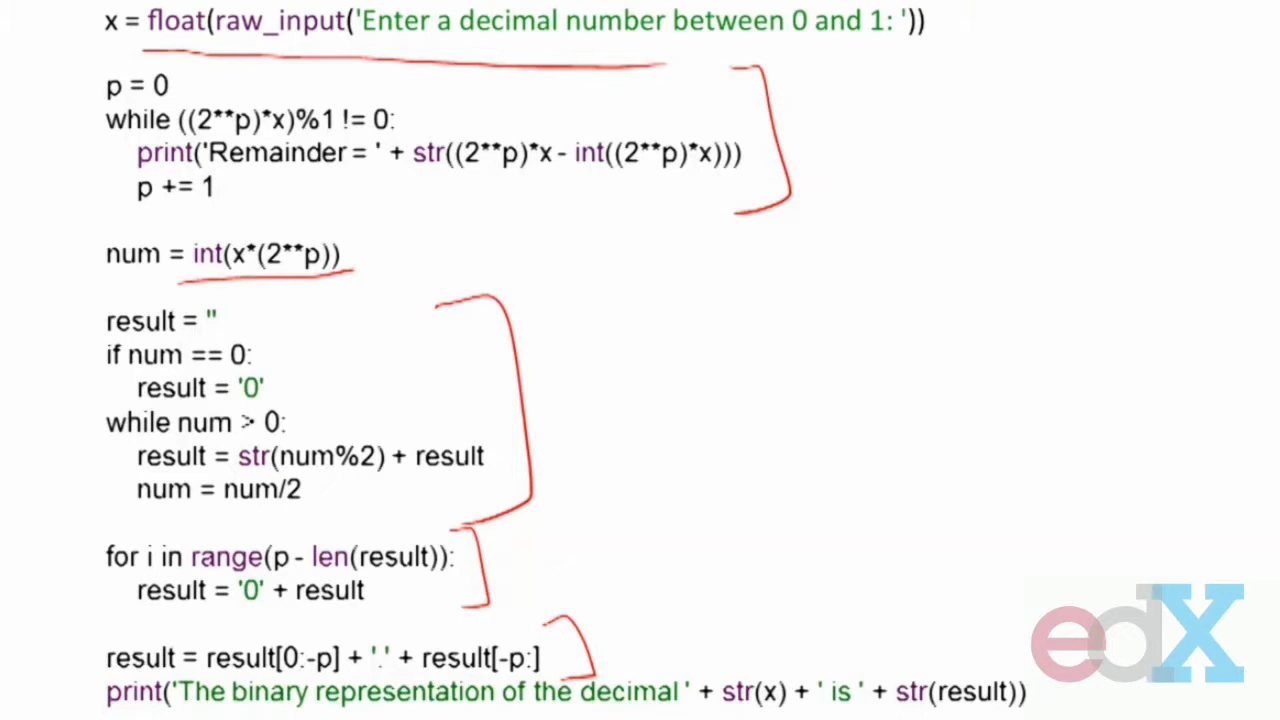 x = float(raw_input('Enter a decimal number between 0 and 1: '))
p = 0
while ((2**p)*x)%1 != 0:
print('Remainder = ' + str((2**p)*x - int((2**p)*x)))
p += 1
num = int(x*(2**p))
result = ''
if num == 0:
result = '0'
while num > 0:
result = str(num%2) + result
num = num/2
for i in range(p - len(result)):
result = '0' + result
result = result[0:-p] + '.' + result[-p:]
print('The binary representation of the decimal ' + str(x) + ' is ' + str(result))
edX